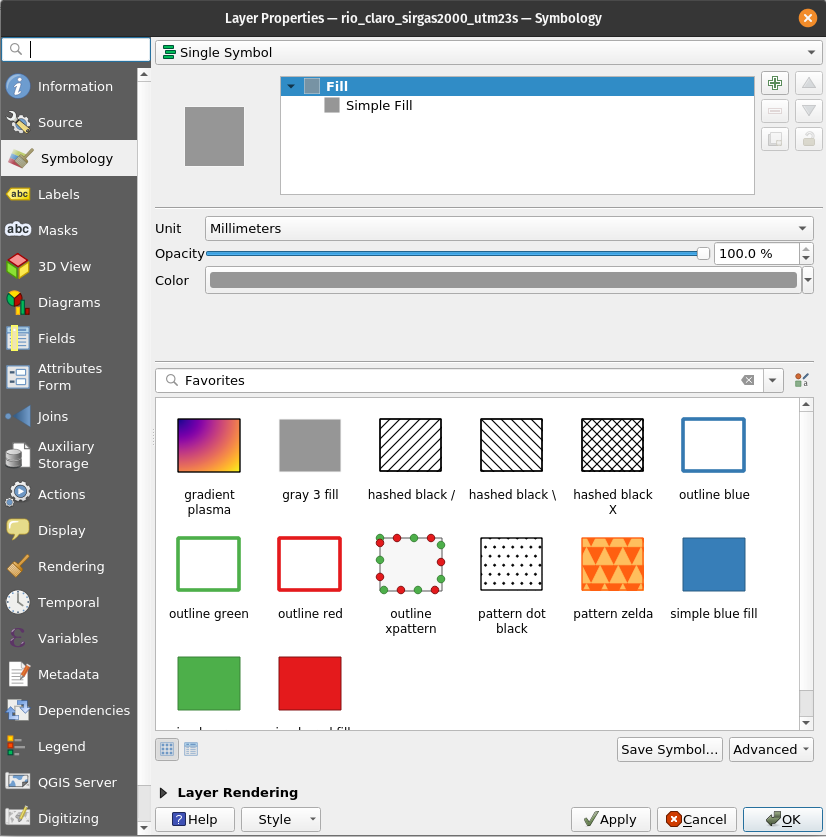 Layer Properties — rio_claro_sirgas2000_utm23s — Symbology
Information
Source
Symbology
Labels
abc
Masks
abc
3D View
Diagrams
Fields
Attributes
Form
Joins
Auxiliary
Storage
Actions
Display
Rendering
Temporal
Variables
Metadata
Dependencies
Legend
QGIS Server
Digitizing
Single Symbol
Fill
Simple Fill
Unit
Millimeters
Opacity
100.0 %
Color
Favorites
gradient
plasma
gray 3 fill
hashed black /
hashed black \
hashed black
X
outline blue
outline green
outline red
outline
xpattern
pattern dot
black
pattern zelda
simple blue fill
Save Symbol...
Advanced
Layer Rendering
Help
Style
Apply
Cancel
OK